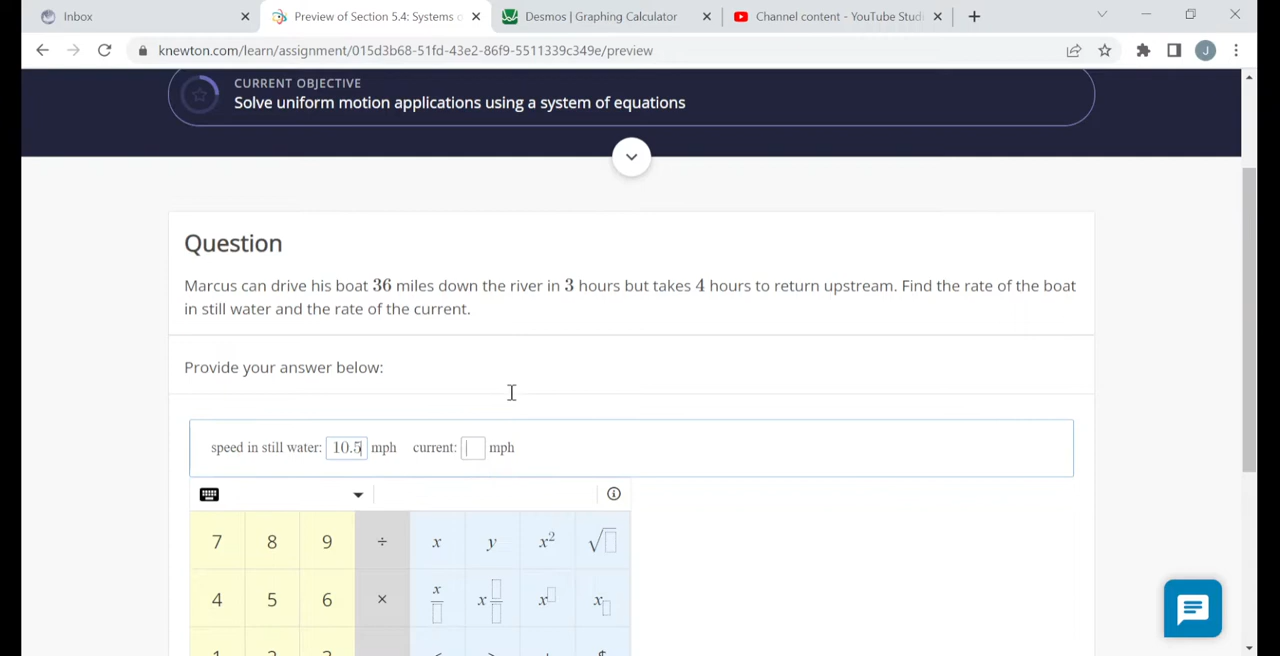 Inbox
Preview of Section 5.4: Systems o
Desmos | Graphing Calculator
Channel content - YouTube Studi
knewton.com/learn/assignment/015d3b68-51fd-43e2-86f9-5511339c349e/preview
J
CURRENT OBJECTIVE
Solve uniform motion applications using a system of equations
Question
Marcus can drive his boat 36 miles down the river in 3 hours but takes 4 hours to return upstream. Find the rate of the boat
in still water and the rate of the current.
Provide your answer below:
speed in still water: 10.5 mph current: mph
7 8 9 ÷ x y x² √
4 5 6 × x x x x